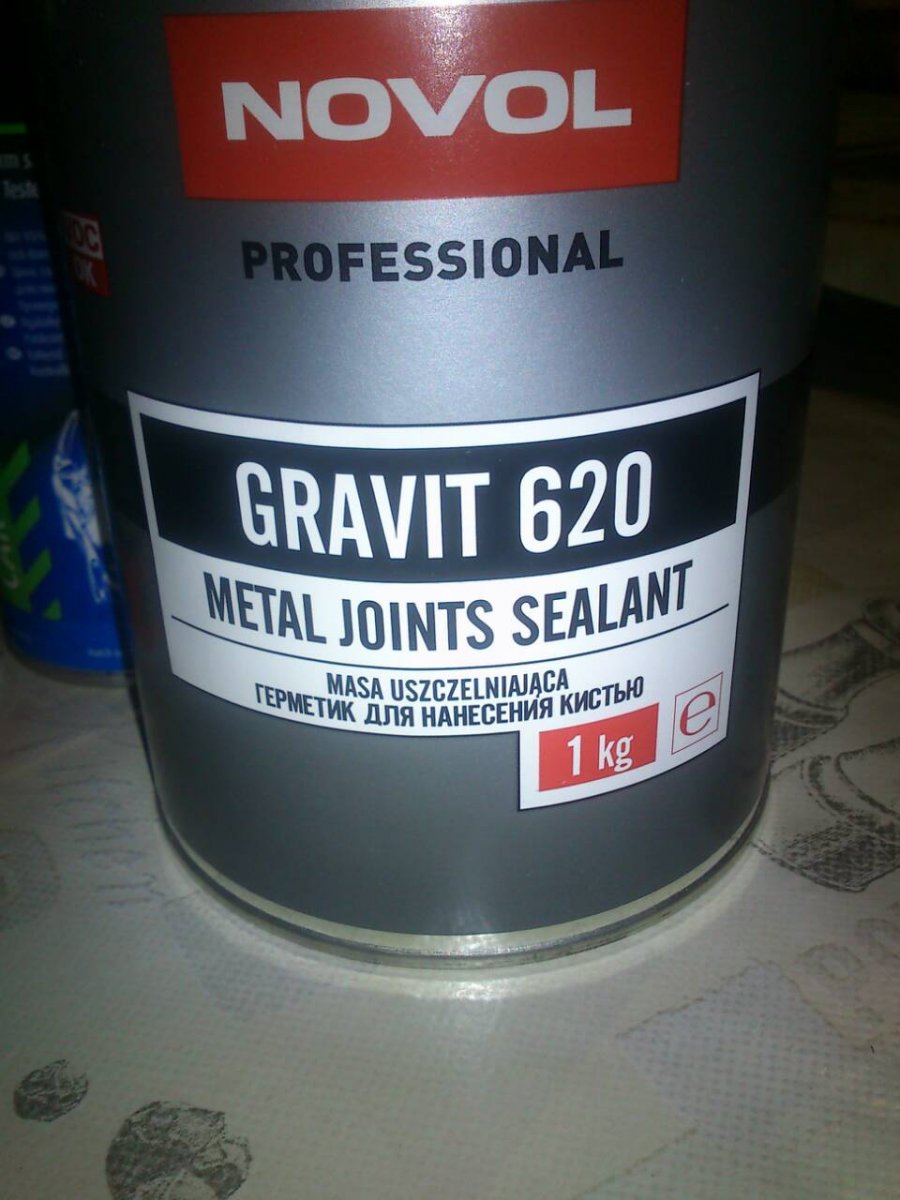 NOVOL
PROFESSIONAL
GRAVIT 620
METAL JOINTS SEALANT
MASA USZCZELNIAJĄCA
ГЕРМЕТИК ДЛЯ НАНЕСЕНИЯ КИСТЬЮ
1 kg e